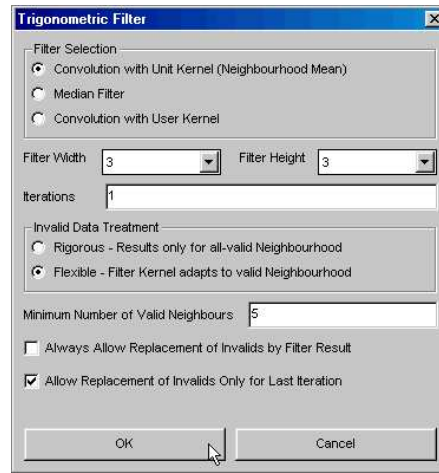 Trigonometric Filter
Filter Selection
Convolution with Unit Kernel (Neighbourhood Mean)
Median Filter
Convolution with User Kernel
Filter Width 3 Filter Height 3
Iterations 1
Invalid Data Treatment
Rigorous - Results only for all-valid Neighbourhood
Flexible - Filter Kernel adapts to valid Neighbourhood
Minimum Number of Valid Neighbours 5
Always Allow Replacement of Invalids by Filter Result
Allow Replacement of Invalids Only for Last Iteration
OK Cancel